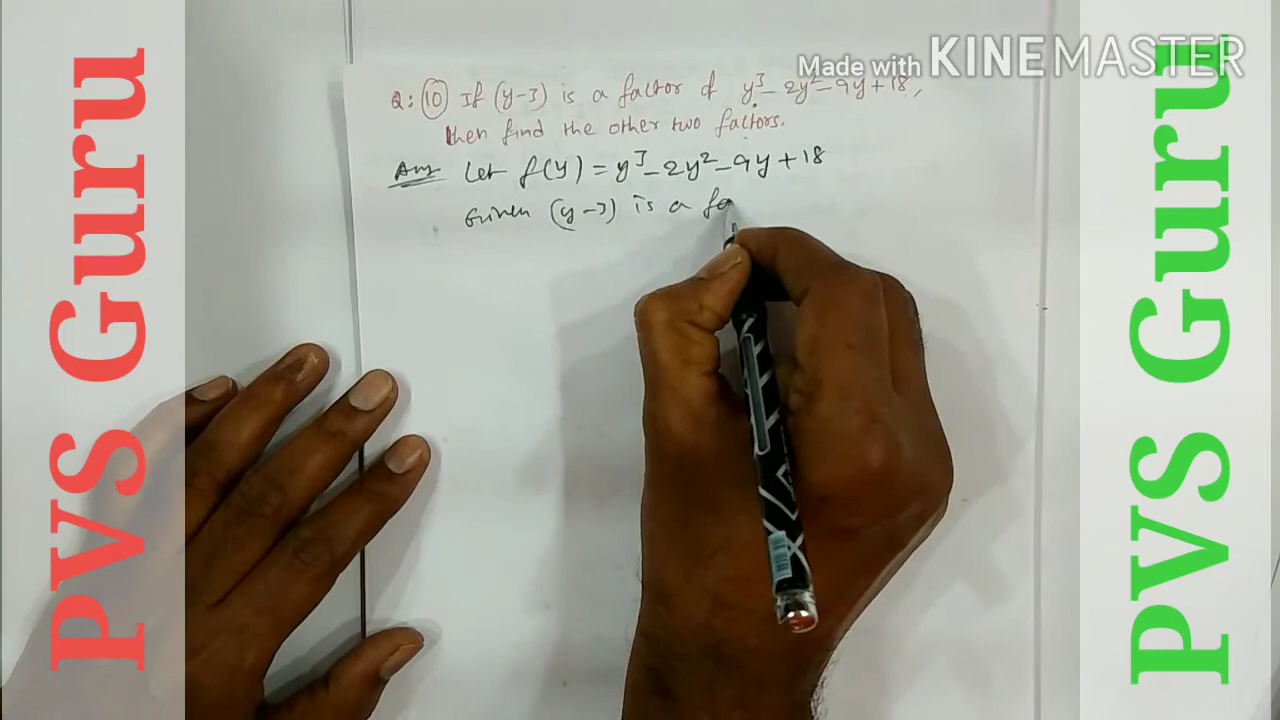 Made with KINEMASTER
PVS Guru
Q: 10 If (y-3) is a factor of y³-2y²-9y+18,
then find the other two factors.
Ans Let f(y) = y³-2y²-9y+18
Given (y-3) is a fa
PVS Guru